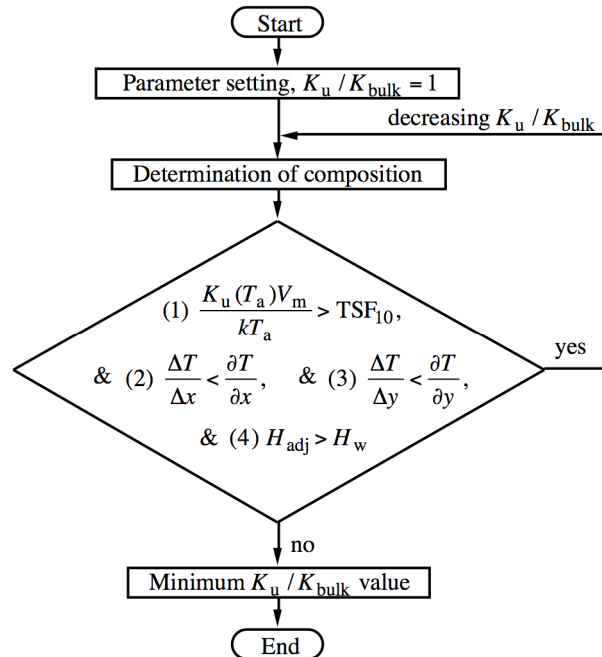 Start
Parameter setting, K_u / K_bulk = 1
decreasing K_u / K_bulk
Determination of composition
(1) K_u (T_a) V_m / kT_a > TSF_10,
yes
& (2) ΔT/Δx < ∂T/∂x, & (3) ΔT/Δy < ∂T/∂y,
& (4) H_adj > H_w
no
Minimum K_u / K_bulk value
End